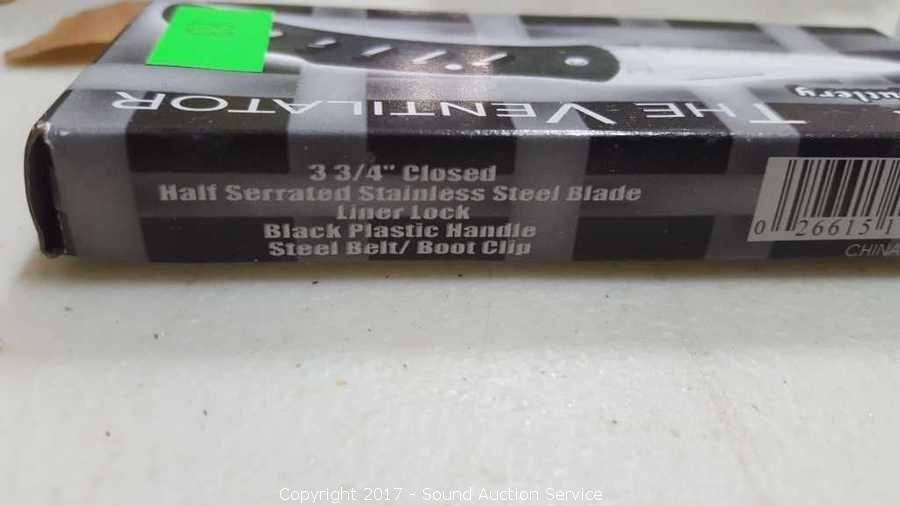 THE VENTILATOR
3 3/4" Closed
Half Serrated Stainless Steel Blade
Liner Lock
Black Plastic Handle
Steel Belt/ Boot Clip
0 26615 1
CHINA
Copyright 2017 - Sound Auction Service